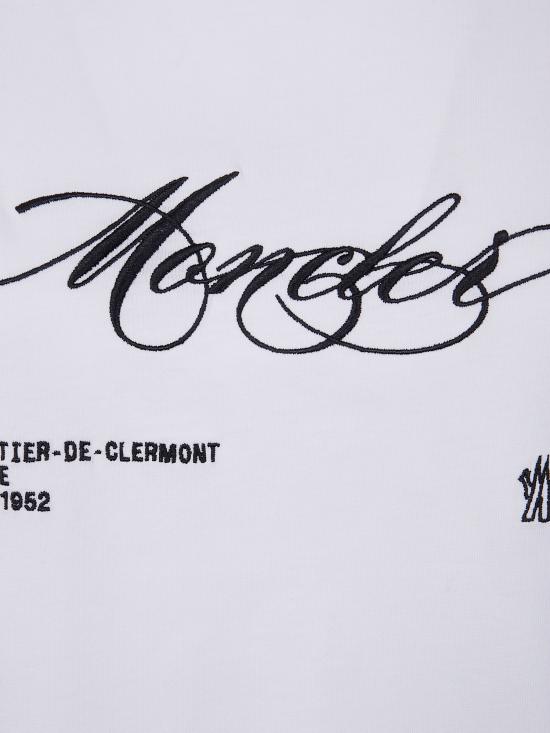 Moncler
TIER-DE-CLERMONT
E
1952